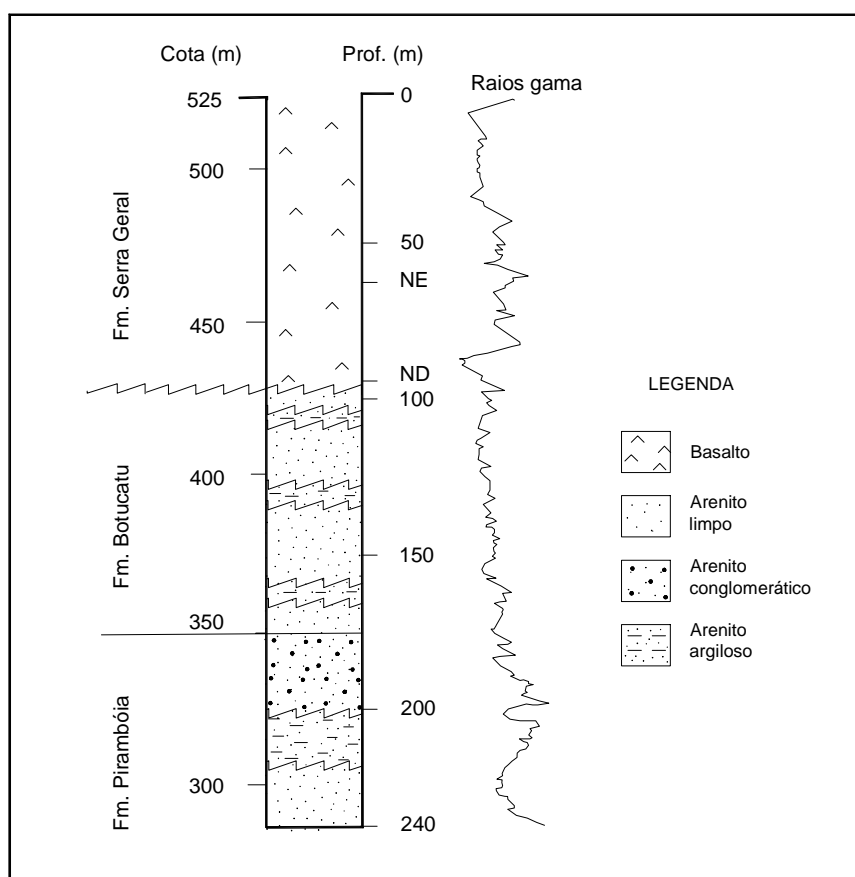 Cota (m)
Prof. (m)
Raios gama
525
0
500
50
NE
450
ND
100
400
150
350
200
300
240
Fm. Serra Geral
Fm. Botucatu
Fm. Pirambóia
LEGENDA
Basalto
Arenito
limpo
Arenito
conglomerático
Arenito
argiloso